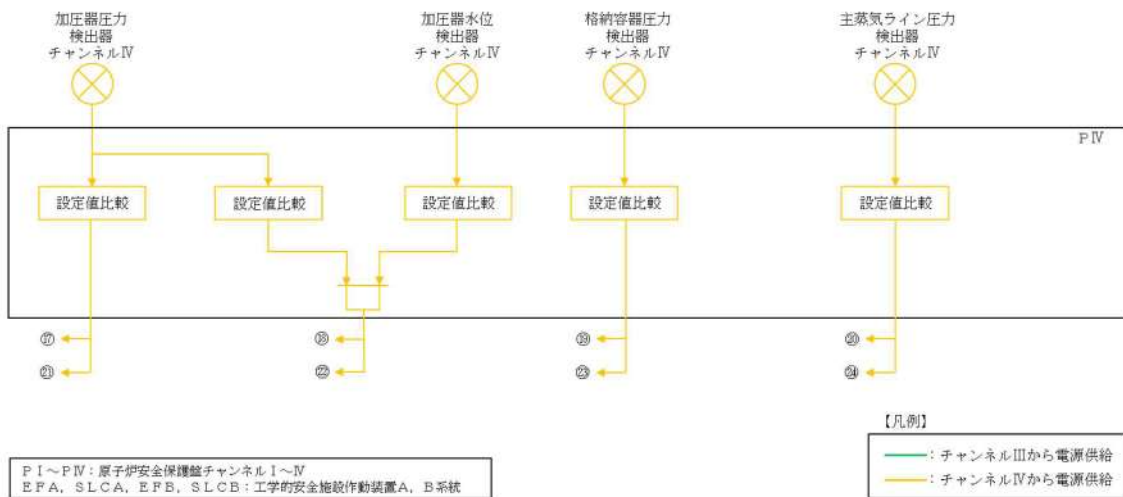 加圧器圧力
検出器
チャンネルⅣ
加圧器水位
検出器
チャンネルⅣ
格納容器圧力
検出器
チャンネルⅣ
主蒸気ライン圧力
検出器
チャンネルⅣ
PⅣ
設定値比較
設定値比較
設定値比較
設定値比較
設定値比較
⑰
⑱
⑲
⑳
㉑
㉒
㉓
㉔
【凡例】
：チャンネルⅢから電源供給
：チャンネルⅣから電源供給
PⅠ～PⅣ：原子炉安全保護盤チャンネルⅠ～Ⅳ
EFA，SLCA，EFB，SLCB：工学的安全施設作動装置A，B系統